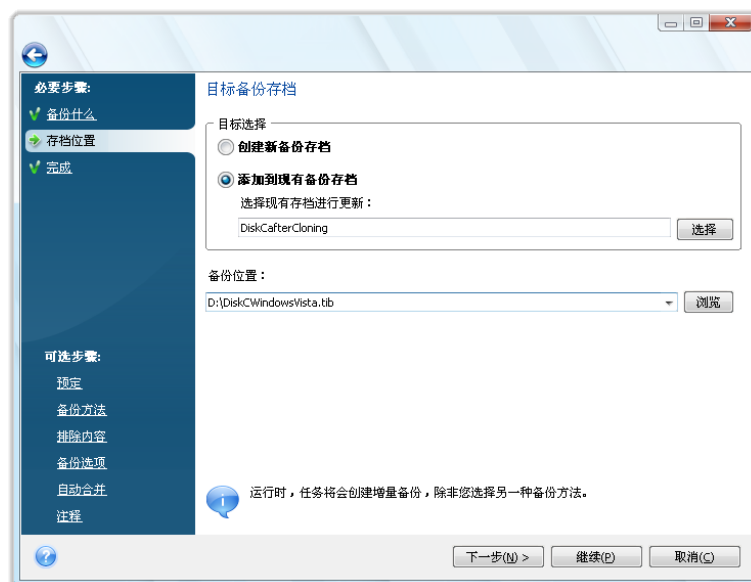 必要步骤:
备份什么
存档位置
完成
目标备份存档
目标选择
创建新备份存档
添加到现有备份存档
选择现有存档进行更新：
DiskCafterCloning
选择
备份位置：
D:\DiskCWindowsVista.tib
浏览
可选步骤:
预定
备份方法
排除内容
备份选项
自动合并
注释
运行时，任务将会创建增量备份，除非您选择另一种备份方法。
下一步(N) >
继续(P)
取消(C)